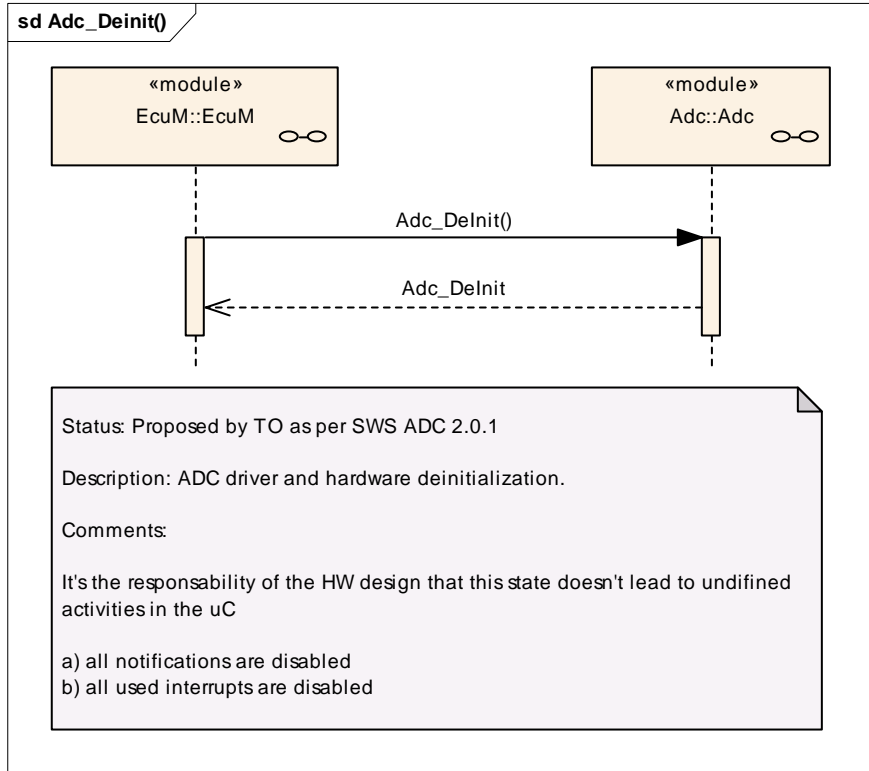 sd Adc_Deinit()
«module»
EcuM::EcuM
«module»
Adc::Adc
Adc_DeInit()
Adc_DeInit
Status: Proposed by TO as per SWS ADC 2.0.1
Description: ADC driver and hardware deinitialization.
Comments:
It's the responsability of the HW design that this state doesn't lead to undifined
activities in the uC
a) all notifications are disabled
b) all used interrupts are disabled